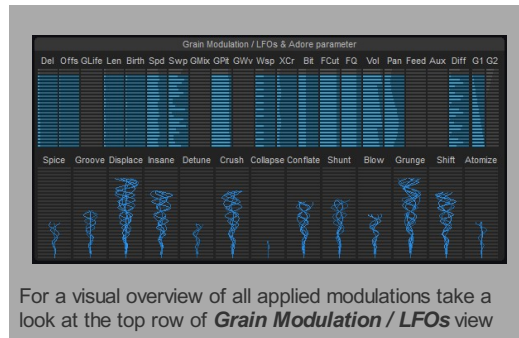 Grain Modulation / LFOs & Adore parameter
Del Offs GLife Len Birth Spd Swp GMix GPit GWv Wsp XCr Bit FCut FQ Vol Pan Feed Aux Diff G1 G2
Spice Groove Displace Insane Detune Crush Collapse Conflate Shunt Blow Grunge Shift Atomize
For a visual overview of all applied modulations take a
look at the top row of Grain Modulation / LFOs view